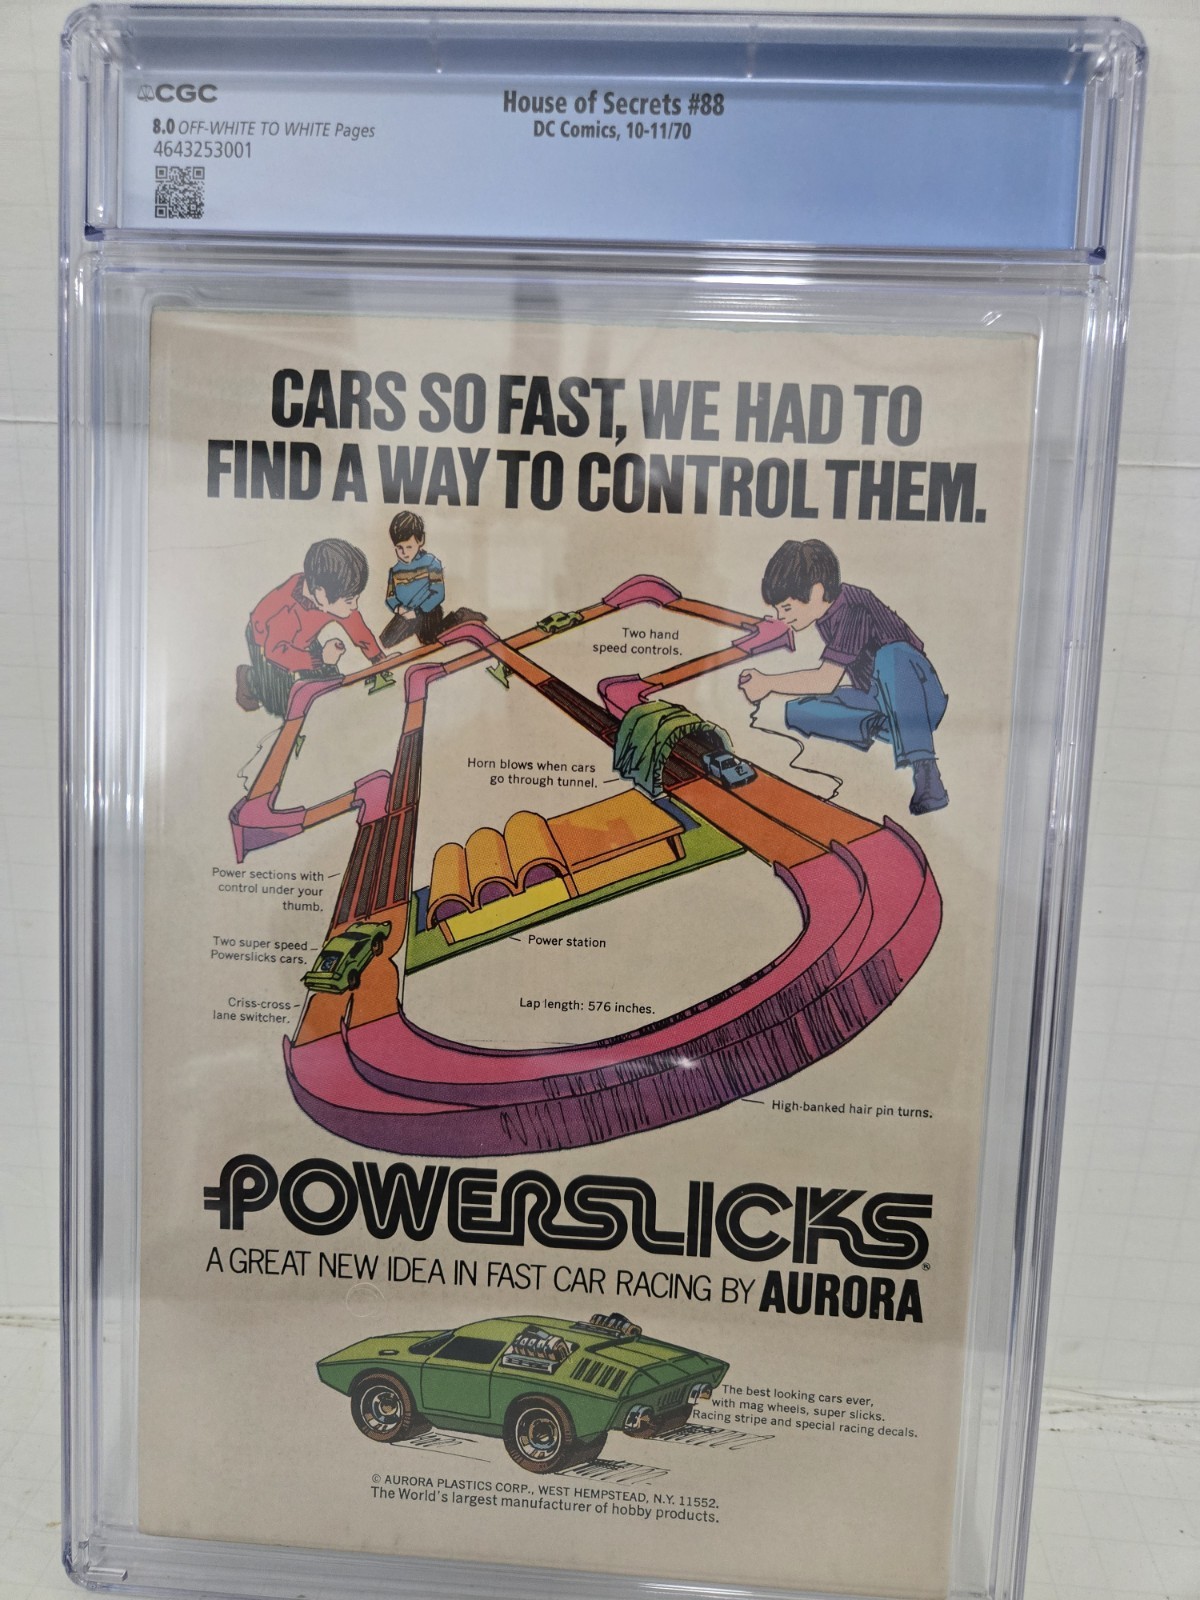 CGC
House of Secrets #88
8.0 OFF-WHITE TO WHITE Pages
DC Comics, 10-11/70
4643253001
CARS SO FAST, WE HAD TO
FIND A WAY TO CONTROL THEM.
Two hand
speed controls.
Horn blows when cars
go through tunnel.
Power sections with
control under your
thumb.
Two super speed
Powerslicks cars.
Power station
Criss-cross
lane switcher.
Lap length: 576 inches.
High-banked hair pin turns.
POWERSLICKS®
A GREAT NEW IDEA IN FAST CAR RACING BY AURORA
The best looking cars ever,
with mag wheels, super slicks.
Racing stripe and special racing decals.
© AURORA PLASTICS CORP., WEST HEMPSTEAD, N.Y. 11552.
The World's largest manufacturer of hobby products.